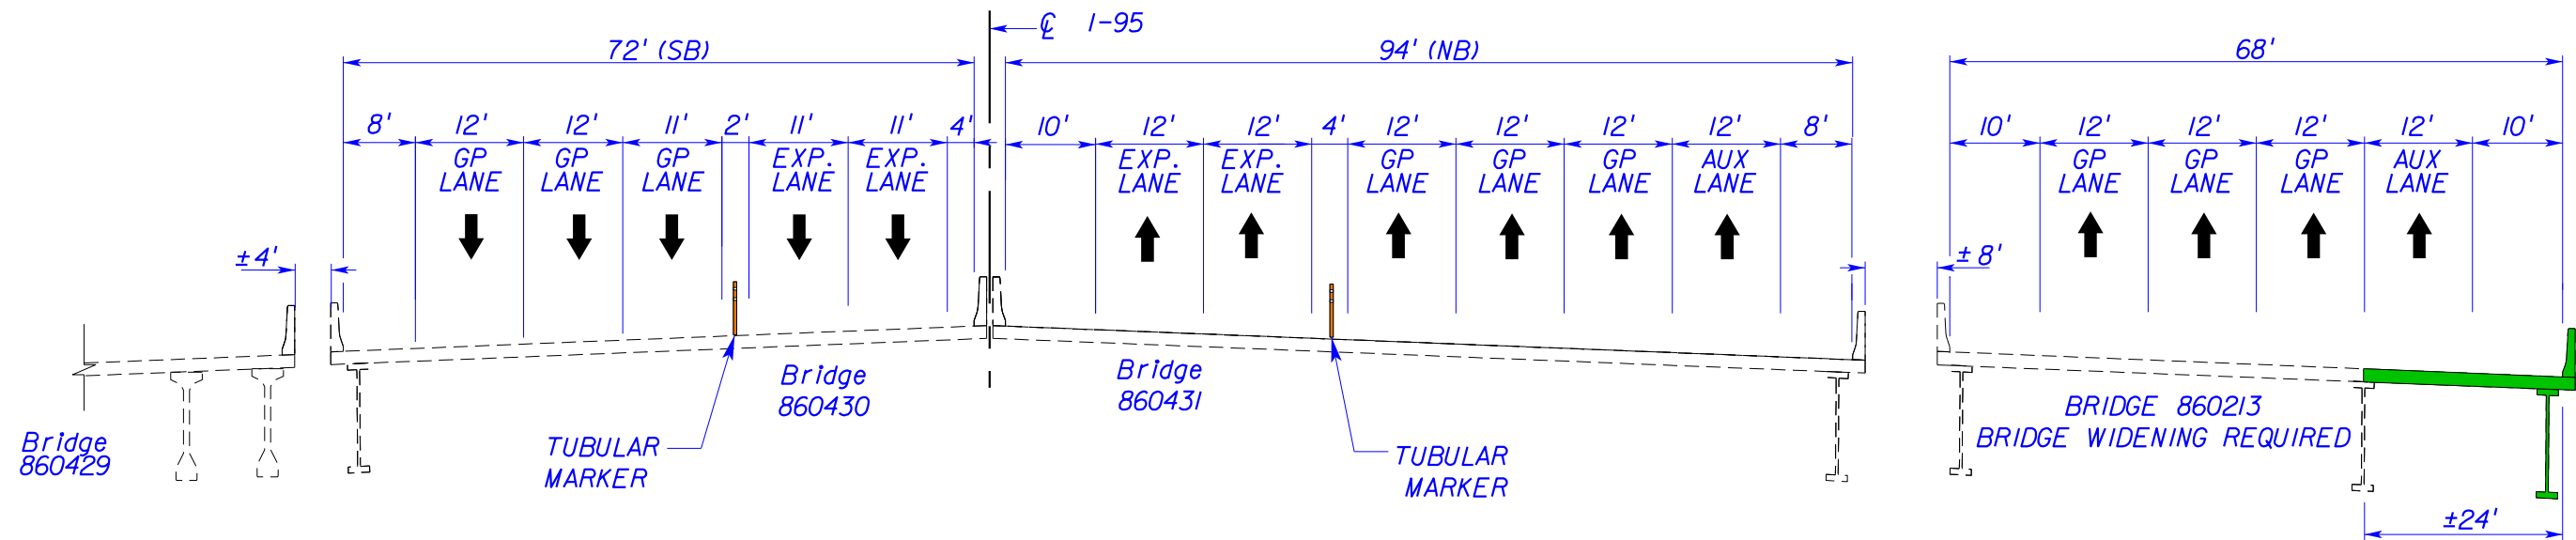 ℄ I-95
72' (SB)
94' (NB)
68'
8' 12' 12' 11' 2' 11' 11' 4' 10' 12' 12' 4' 12' 12' 12' 12' 8' 10' 12' 12' 12' 12' 10'
GP LANE
GP LANE
GP LANE
EXP. LANE
EXP. LANE
EXP. LANE
EXP. LANE
GP LANE
GP LANE
GP LANE
AUX LANE
GP LANE
GP LANE
GP LANE
AUX LANE
±4'
±8'
Bridge
860429
Bridge
860430
TUBULAR
MARKER
Bridge
860431
TUBULAR
MARKER
BRIDGE 860213
BRIDGE WIDENING REQUIRED
±24'